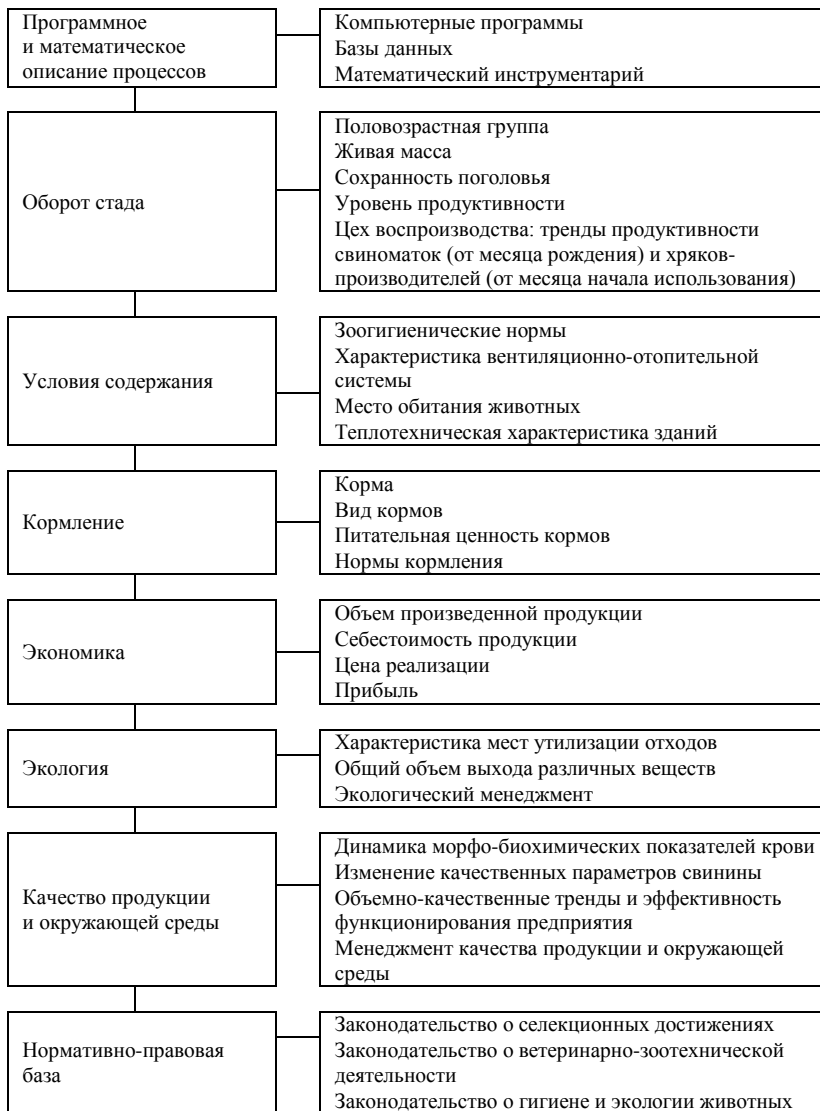 Программное
и математическое
описание процессов
Компьютерные программы
Базы данных
Математический инструментарий
Оборот стада
Половозрастная группа
Живая масса
Сохранность поголовья
Уровень продуктивности
Цех воспроизводства: тренды продуктивности
свиноматок (от месяца рождения) и хряков-
производителей (от месяца начала использования)
Условия содержания
Зоогигиенические нормы
Характеристика вентиляционно-отопительной
системы
Место обитания животных
Теплотехническая характеристика зданий
Кормление
Корма
Вид кормов
Питательная ценность кормов
Нормы кормления
Экономика
Объем произведенной продукции
Себестоимость продукции
Цена реализации
Прибыль
Экология
Характеристика мест утилизации отходов
Общий объем выхода различных веществ
Экологический менеджмент
Качество продукции
и окружающей среды
Динамика морфо-биохимических показателей крови
Изменение качественных параметров свинины
Объемно-качественные тренды и эффективность
функционирования предприятия
Менеджмент качества продукции и окружающей
среды
Нормативно-правовая
база
Законодательство о селекционных достижениях
Законодательство о ветеринарно-зоотехнической
деятельности
Законодательство о гигиене и экологии животных